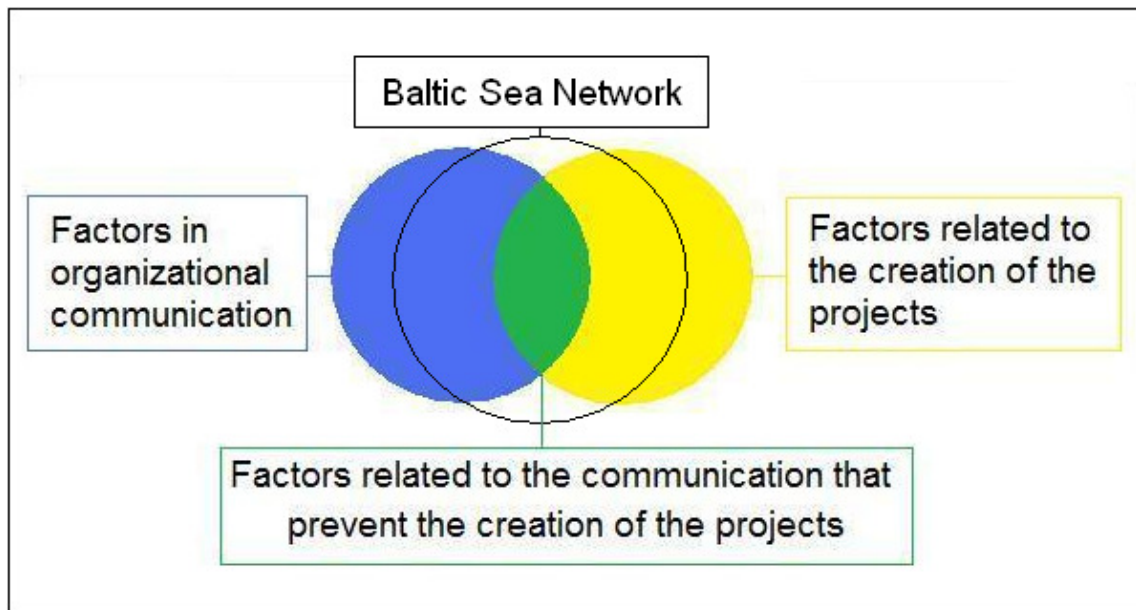 Baltic Sea Network
Factors in
organizational
communication
Factors related to
the creation of the
projects
Factors related to the communication that
prevent the creation of the projects